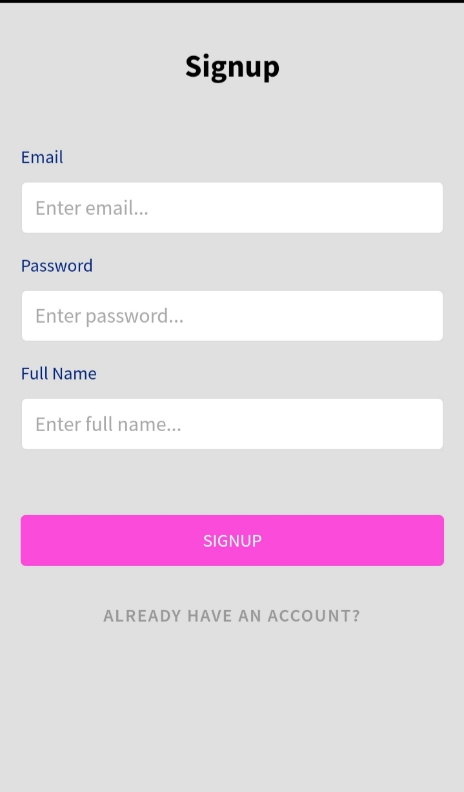 Signup
Email
Enter email...
Password
Enter password...
Full Name
Enter full name...
SIGNUP
ALREADY HAVE AN ACCOUNT?